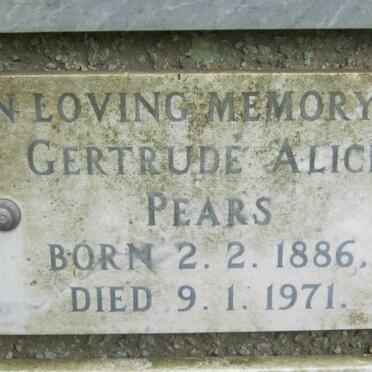 N LOVING MEMORY
GERTRUDE ALIC
PEARS
BORN 2. 2. 1886.
DIED 9. 1. 1971.